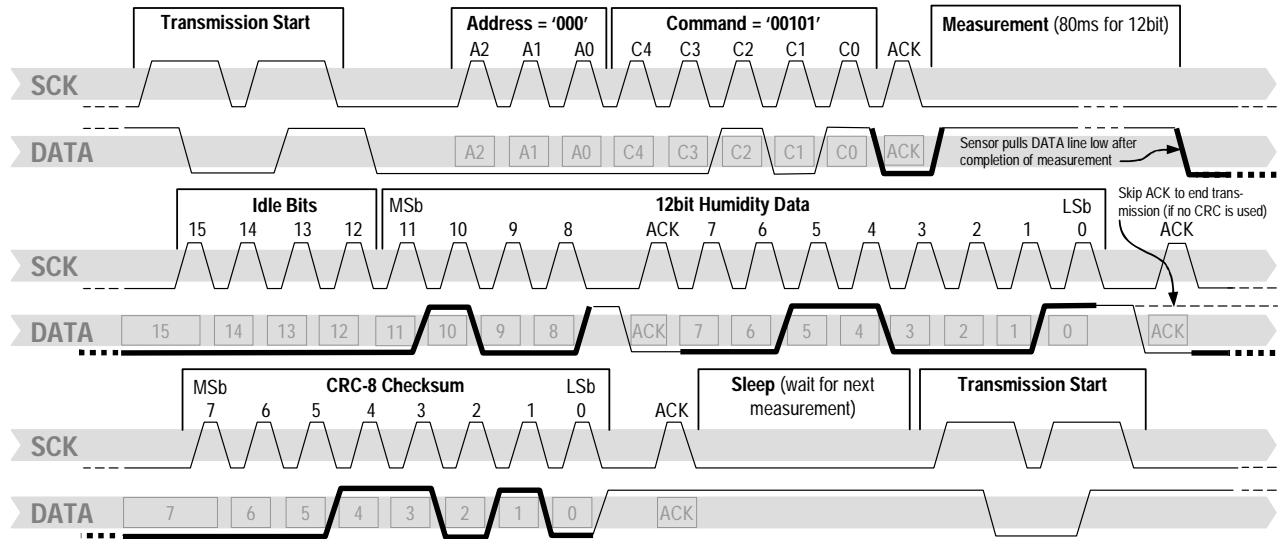 Transmission Start Address = '000' Command = '00101' Measurement (80ms for 12bit)
A2 A1 A0 C4 C3 C2 C1 C0 ACK
SCK
DATA A2 A1 A0 C4 C3 C2 C1 C0 ACK
Sensor pulls DATA line low after
completion of measurement
Skip ACK to end trans-
mission (if no CRC is used)
Idle Bits MSb 12bit Humidity Data LSb
15 14 13 12 11 10 9 8 ACK 7 6 5 4 3 2 1 0 ACK
SCK
DATA 15 14 13 12 11 10 9 8 ACK 7 6 5 4 3 2 1 0 ACK
MSb CRC-8 Checksum LSb Sleep (wait for next
measurement) Transmission Start
7 6 5 4 3 2 1 0 ACK
SCK
DATA 7 6 5 4 3 2 1 0 ACK